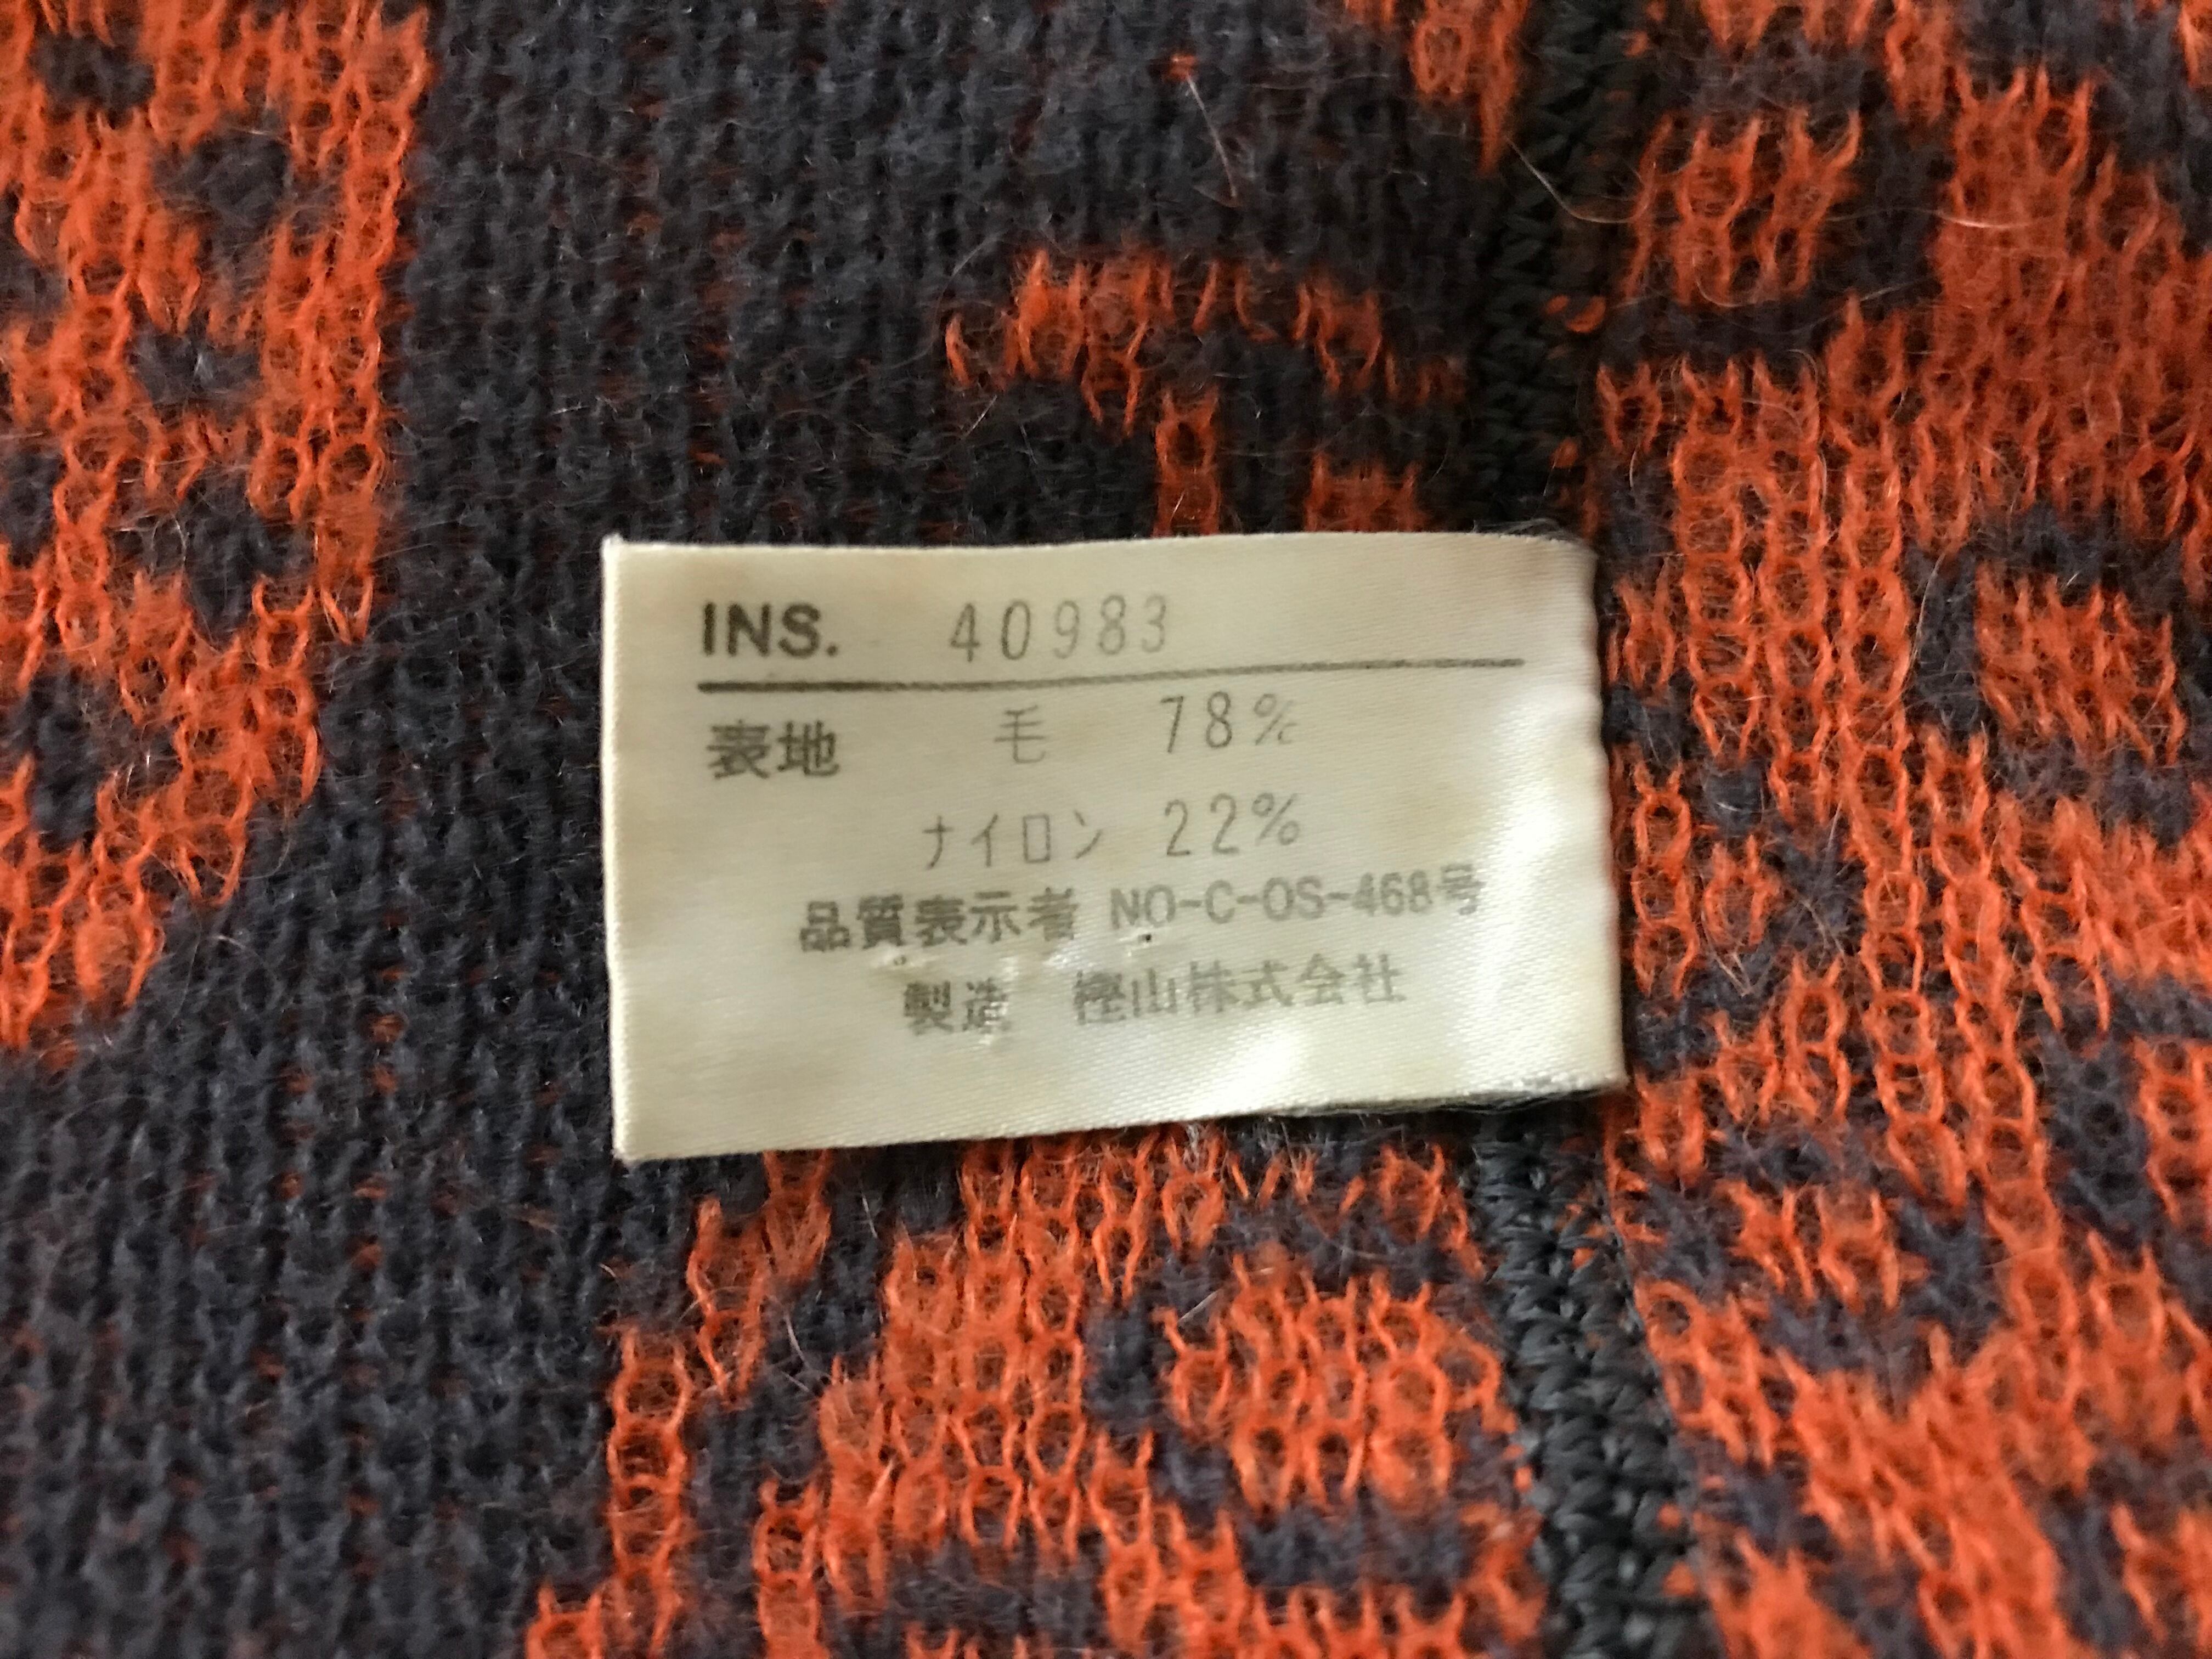 INS. 40983
表地 毛 78%
ナイロン 22%
品質表示者 NO-C-OS-468号
製造 樫山株式会社